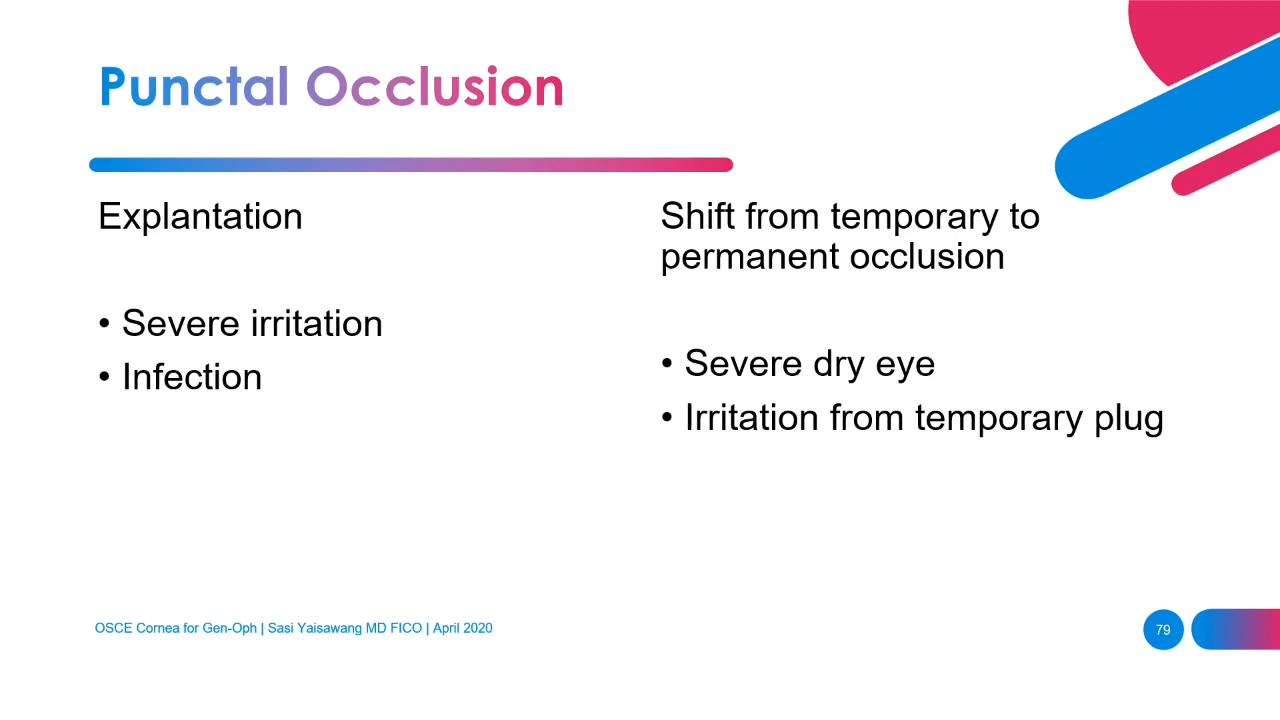 Punctal Occlusion
Explantation
• Severe irritation
• Infection
Shift from temporary to
permanent occlusion
• Severe dry eye
• Irritation from temporary plug
OSCE Cornea for Gen-Oph | Sasi Yaisawang MD FICO | April 2020
79